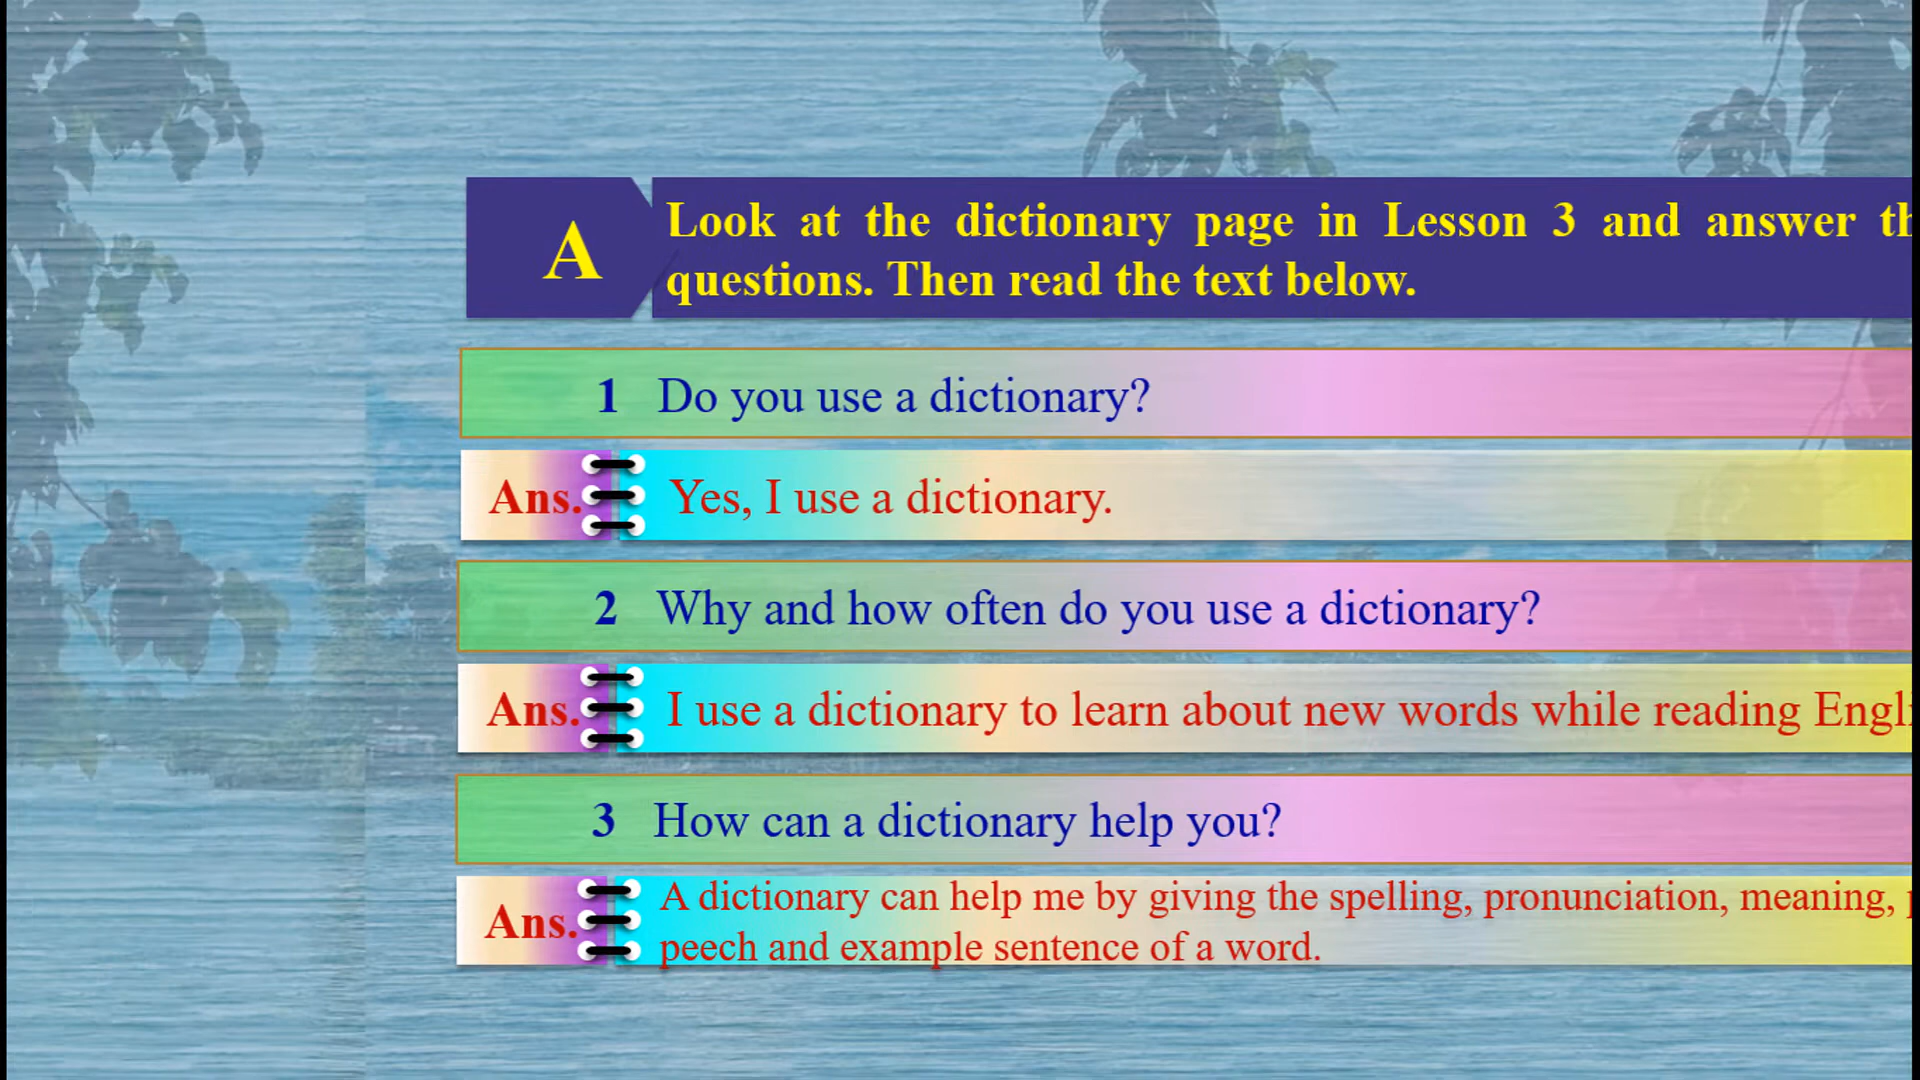 A
Look at the dictionary page in Lesson 3 and answer
questions. Then read the text below.
1 Do you use a dictionary?
Ans. Yes, I use a dictionary.
2 Why and how often do you use a dictionary?
Ans. I use a dictionary to learn about new words while reading
3 How can a dictionary help you?
Ans.
A dictionary can help me by giving the spelling, pronunciation, meaning,
peech and example sentence of a word.